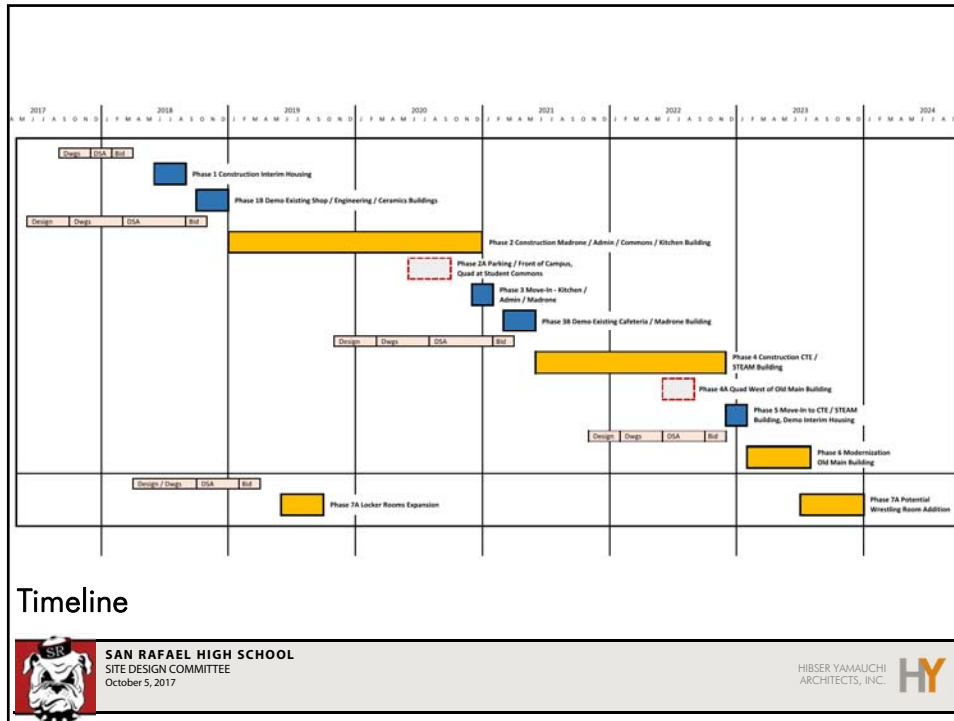 2017 2018 2019 2020 2021 2022 2023 2024
A M J J A S O N D J F M A M J J A S O N D J F M A M J J A S O N D J F M A M J J A S O N D J F M A M J J A S O N D J F M A M J J A S O N D J F M A M J J A S O N D J F M A M J J A S
Dwgs DSA Bid
Phase 1 Construction Interim Housing
Phase 1B Demo Existing Shop / Engineering / Ceramics Buildings
Design Dwgs DSA Bid
Phase 2 Construction Madrone / Admin / Commons / Kitchen Building
Phase 2A Parking / Front of Campus,
Quad at Student Commons
Phase 3 Move-In - Kitchen /
Admin / Madrone
Phase 3B Demo Existing Cafeteria / Madrone Building
Design Dwgs DSA Bid
Phase 4 Construction CTE /
STEAM Building
Phase 4A Quad West of Old Main Building
Phase 5 Move-In to CTE / STEAM
Building, Demo Interim Housing
Design Dwgs DSA Bid
Phase 6 Modernization
Old Main Building
Design / Dwgs DSA Bid
Phase 7A Locker Rooms Expansion
Phase 7A Potential
Wrestling Room Addition
Timeline
SR
SAN RAFAEL HIGH SCHOOL
SITE DESIGN COMMITTEE
October 5, 2017
HIBSER YAMAUCHI
ARCHITECTS, INC.
HY